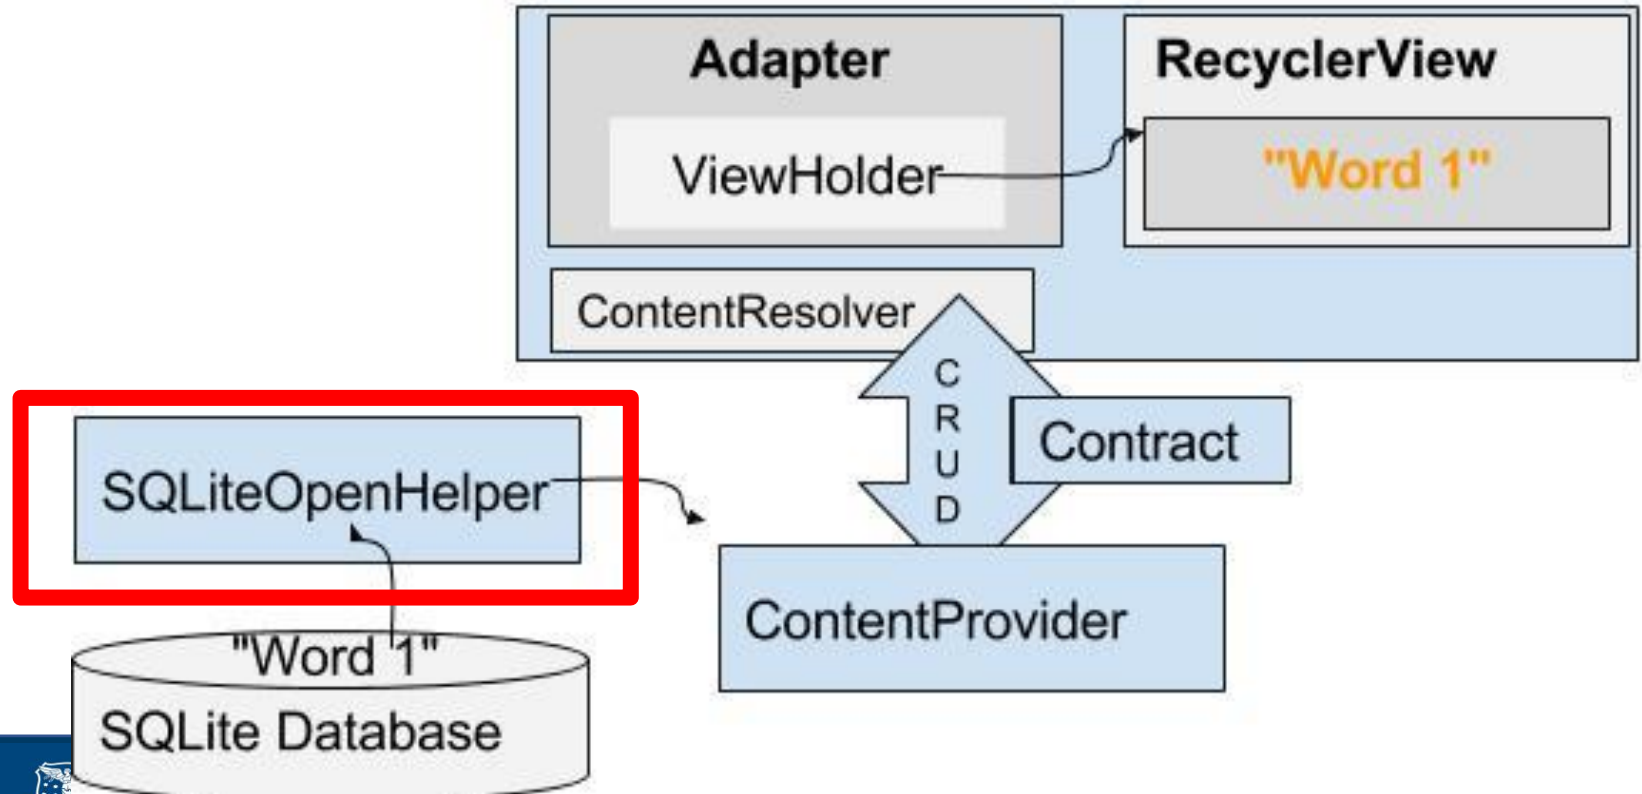 Adapter
RecyclerView
ViewHolder
"Word 1"
ContentResolver
C
R
U
D
Contract
SQLiteOpenHelper
ContentProvider
"Word 1"
SQLite Database